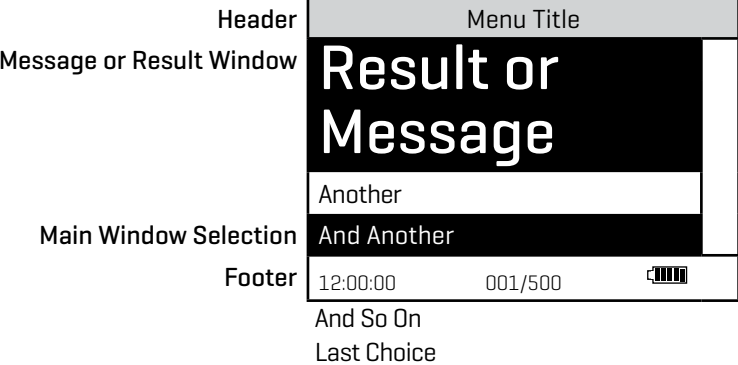 Header Menu Title
Message or Result Window Result or
Message
Another
Main Window Selection And Another
Footer 12:00:00 001/500
And So On
Last Choice